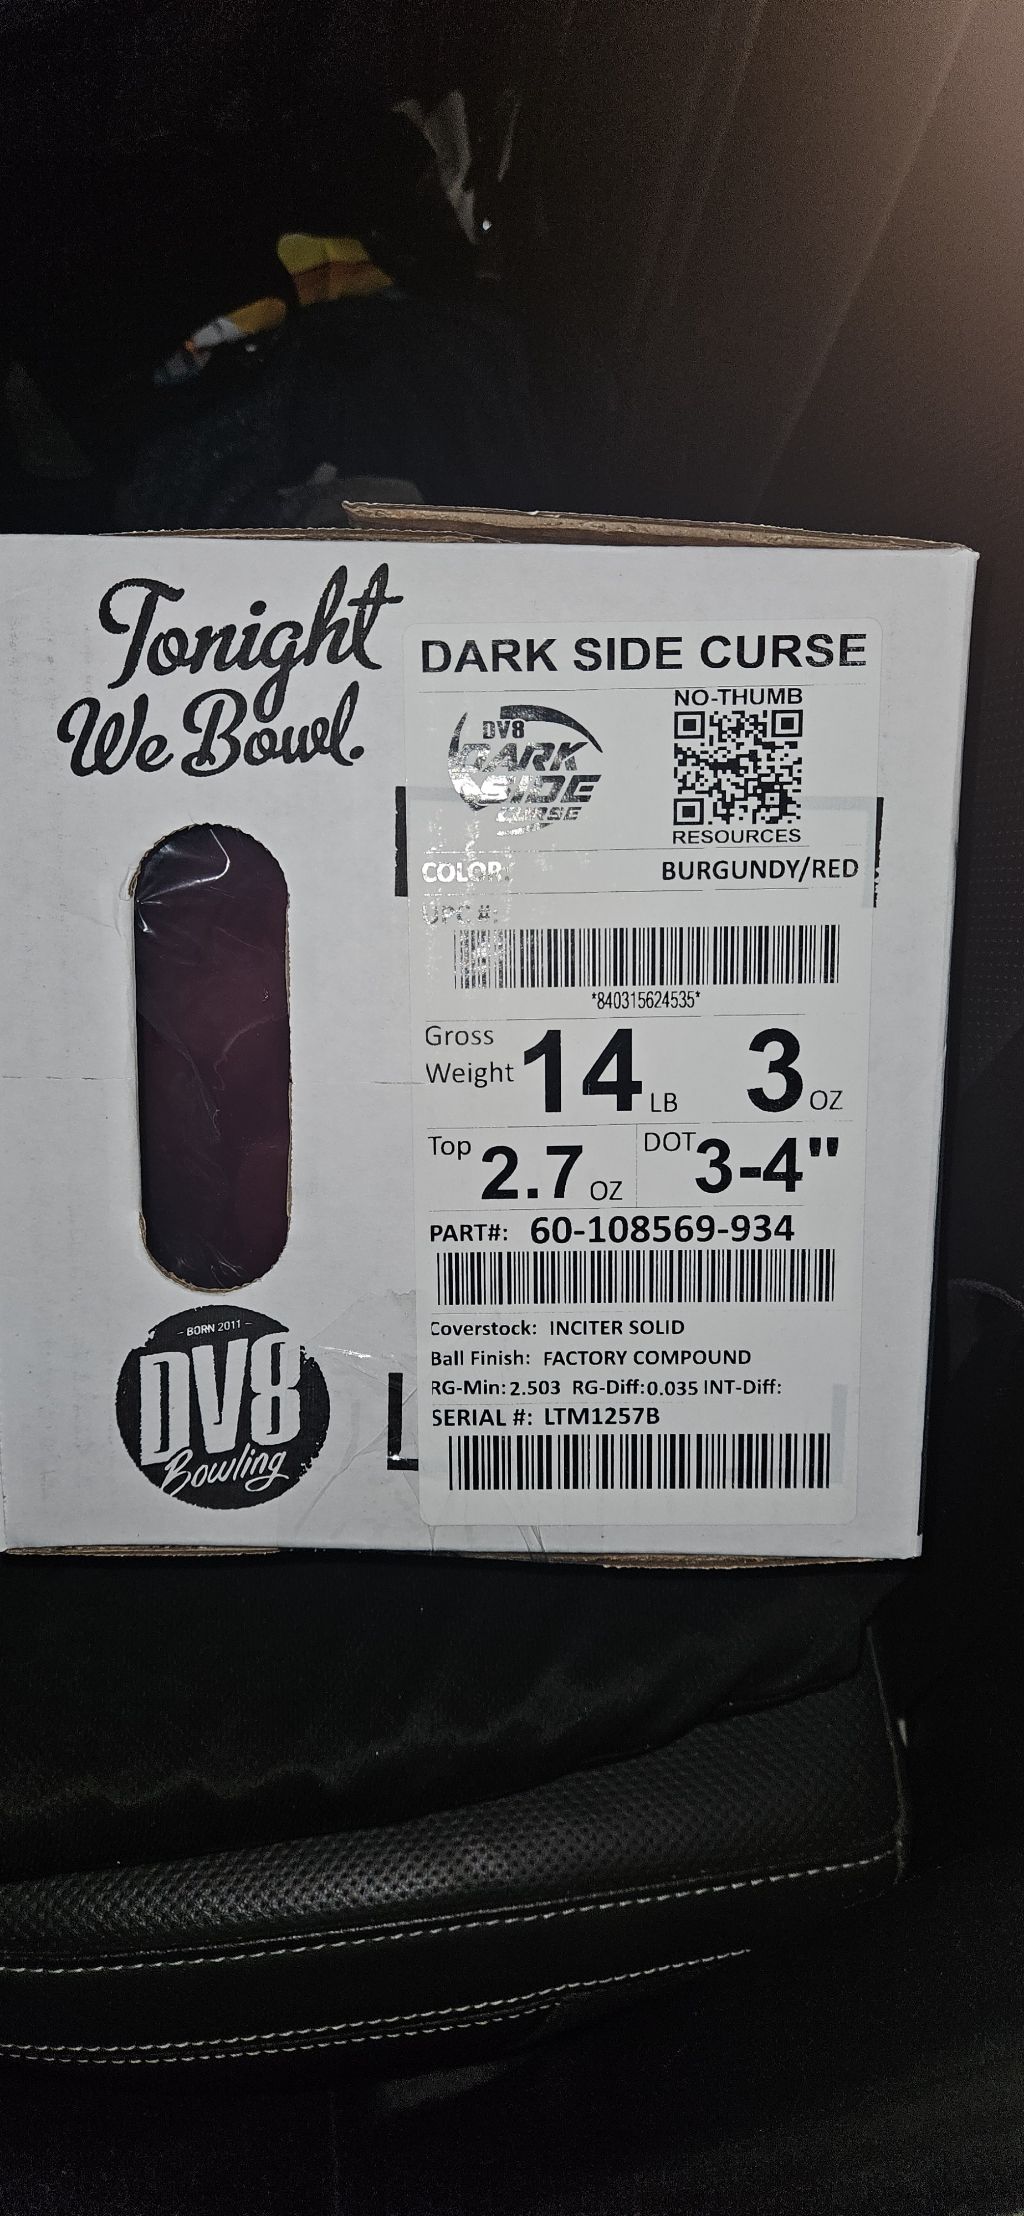 Tonight
We Bowl.
DARK SIDE CURSE
NO-THUMB
DV8
DARK
SIDE
CURSE
RESOURCES
COLOR: BURGUNDY/RED
UPC #:
*840315624535*
Gross
Weight 14 LB 3 OZ
Top 2.7 OZ DOT 3-4"
PART#: 60-108569-934
Coverstock: INCITER SOLID
Ball Finish: FACTORY COMPOUND
RG-Min: 2.503 RG-Diff:0.035 INT-Diff:
SERIAL #: LTM1257B
- BORN 2011 -
DV8
Bowling